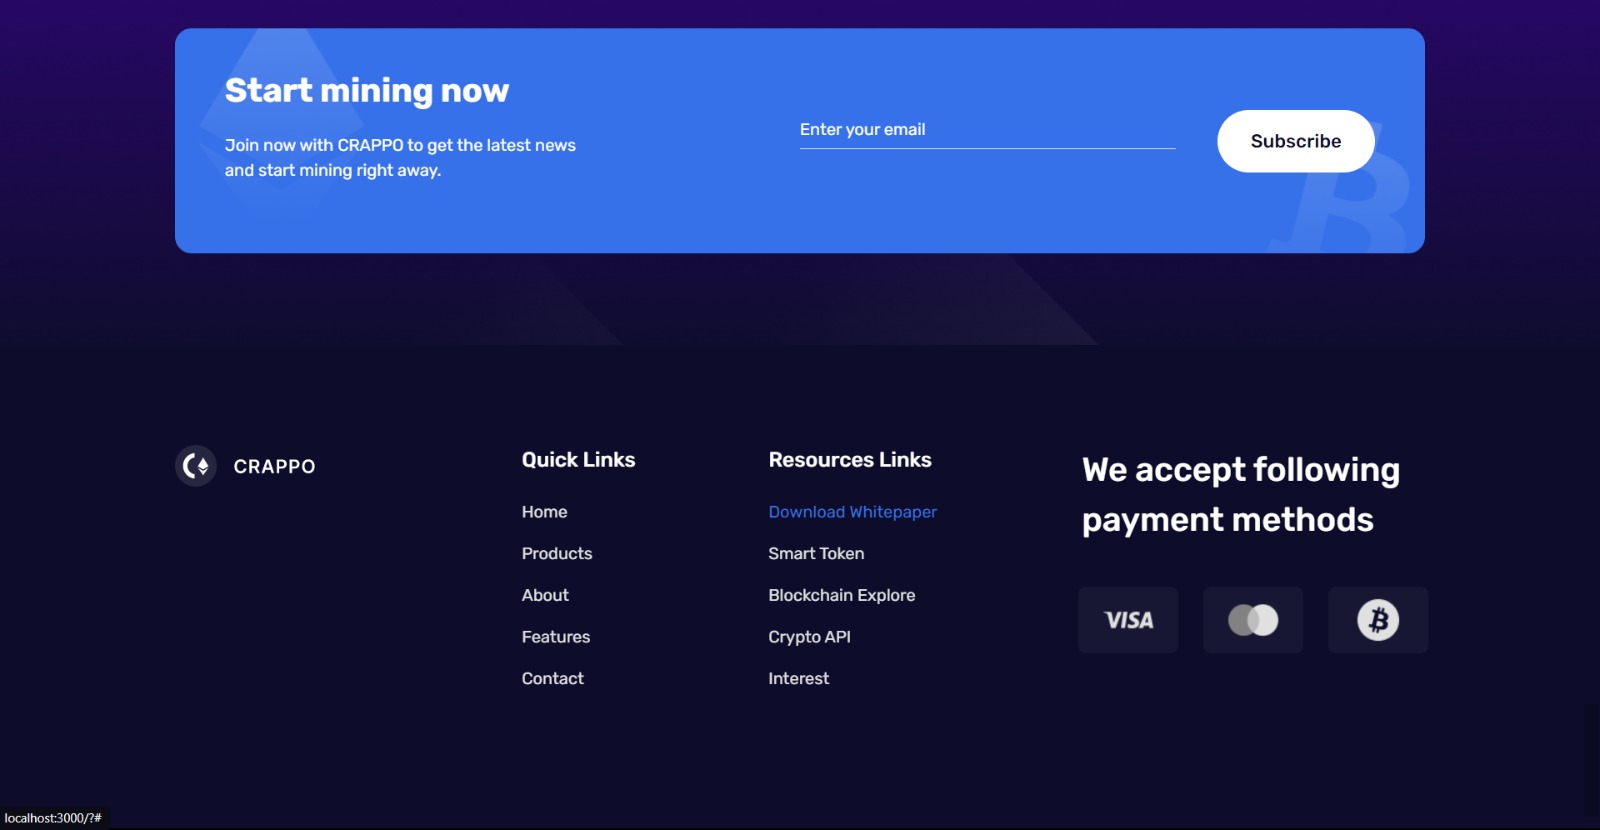 Start mining now
Join now with CRAPPO to get the latest news
and start mining right away.
Enter your email
Subscribe
CRAPPO
Quick Links
Home
Products
About
Features
Contact
Resources Links
Download Whitepaper
Smart Token
Blockchain Explore
Crypto API
Interest
We accept following
payment methods
VISA
localhost:3000/?#